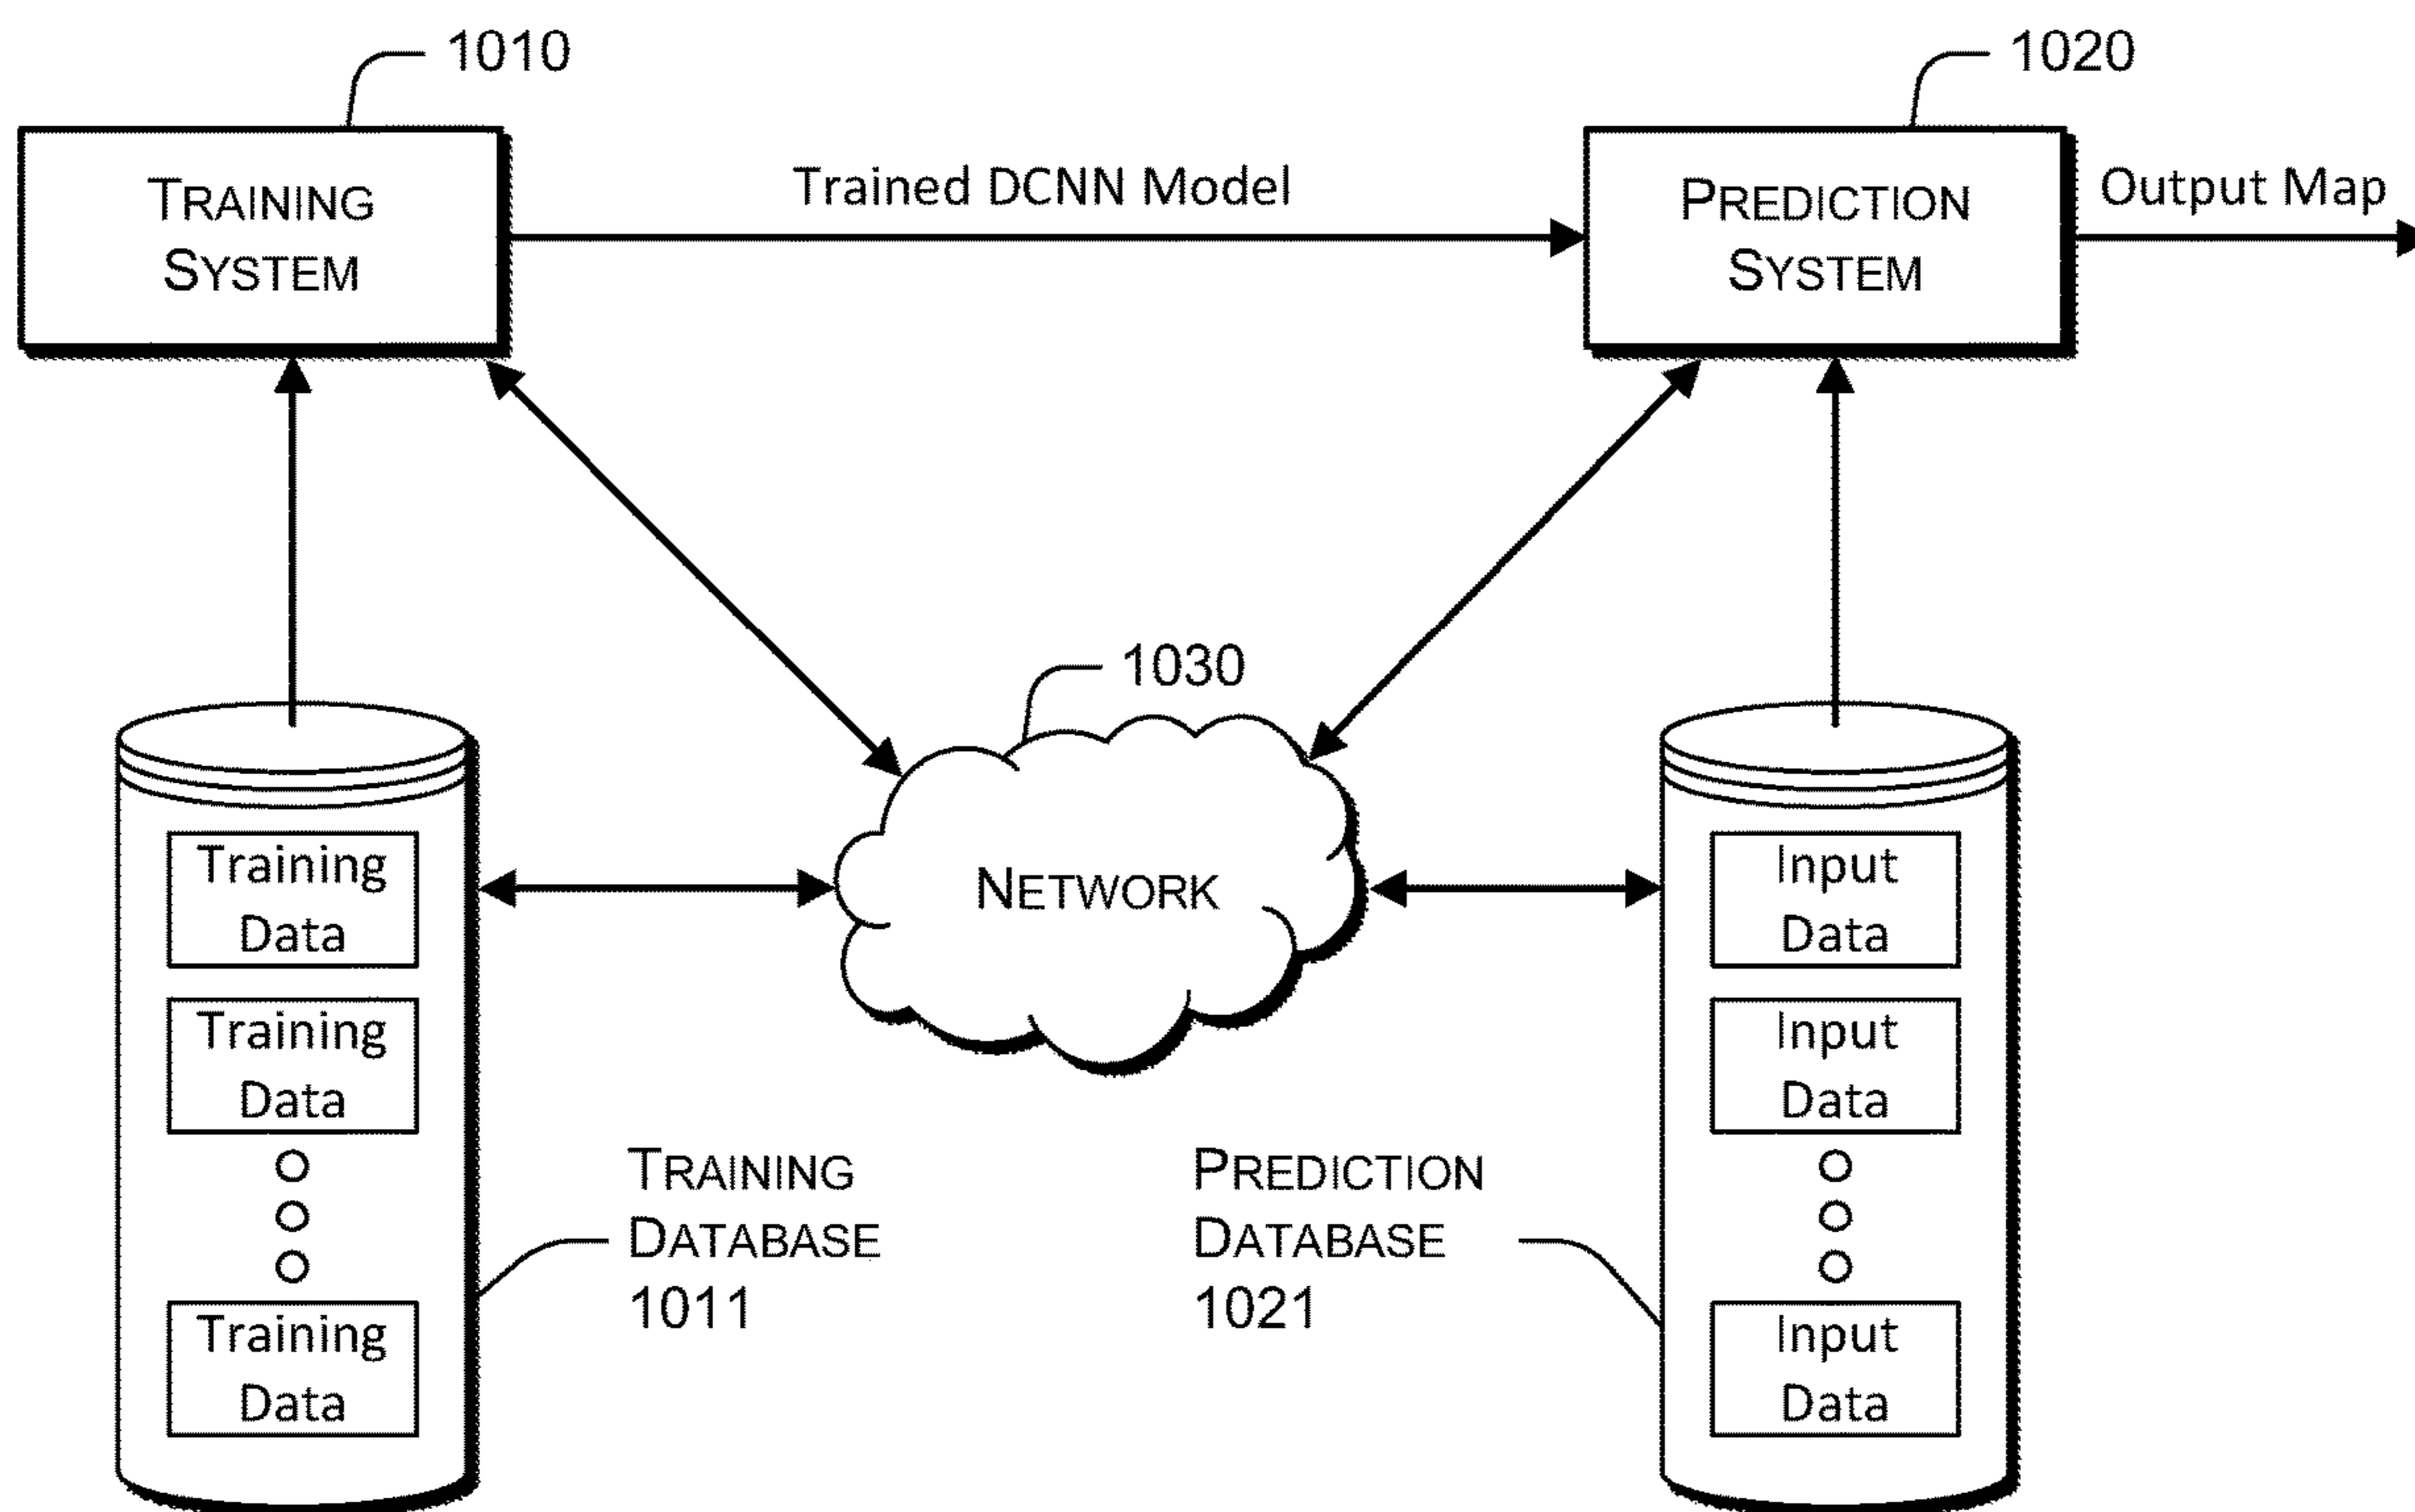 1010
1020
TRAINING
SYSTEM
Trained DCNN Model
PREDICTION
SYSTEM
Output Map
1030
NETWORK
Training
Data
Training
Data
Training
Data
TRAINING
DATABASE
1011
PREDICTION
DATABASE
1021
Input
Data
Input
Data
Input
Data